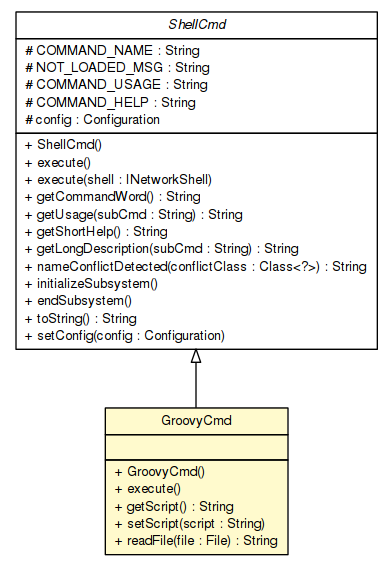 ShellCmd
# COMMAND_NAME : String
# NOT_LOADED_MSG : String
# COMMAND_USAGE : String
# COMMAND_HELP : String
# config : Configuration
+ ShellCmd()
+ execute()
+ execute(shell : INetworkShell)
+ getCommandWord() : String
+ getUsage(subCmd : String) : String
+ getShortHelp() : String
+ getLongDescription(subCmd : String) : String
+ nameConflictDetected(conflictClass : Class<?>) : String
+ initializeSubsystem()
+ endSubsystem()
+ toString() : String
+ setConfig(config : Configuration)
GroovyCmd
+ GroovyCmd()
+ execute()
+ getScript() : String
+ setScript(script : String)
+ readFile(file : File) : String